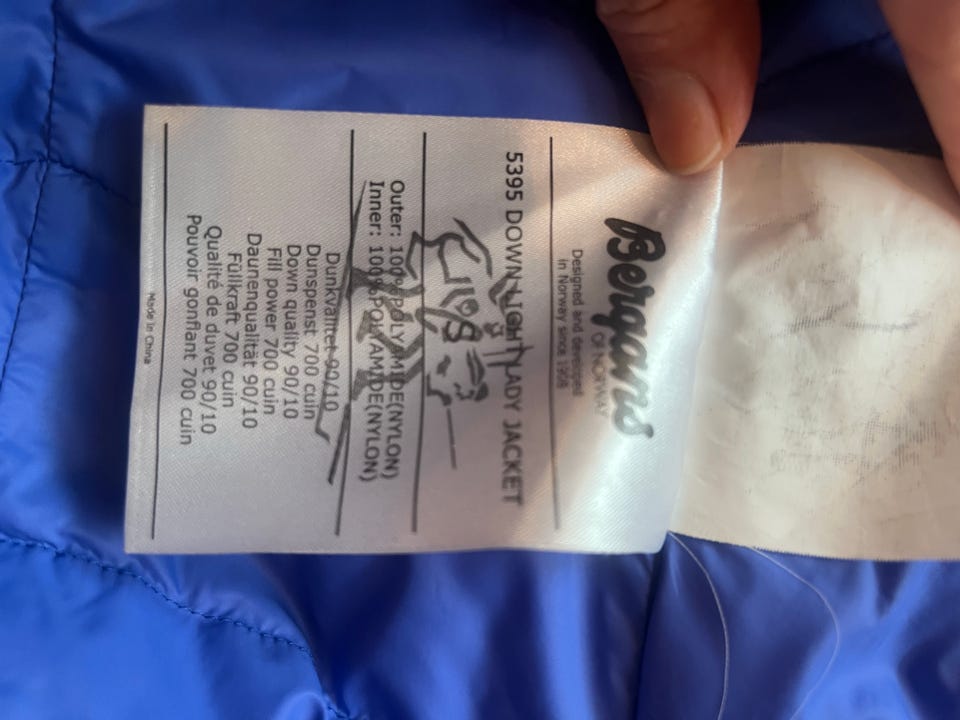 Bergans
OF NORWAY
Designed and developed
in Norway since 1908
5395 DOWN LIGHT LADY JACKET
Outer: 100% POLYAMIDE(NYLON)
Inner: 100% POLYAMIDE(NYLON)
Dunkvalitet 90/10
Dunspenst 700 cuin
Down quality 90/10
Fill power 700 cuin
Daunenqualität 90/10
Füllkraft 700 cuin
Qualité de duvet 90/10
Pouvoir gonflant 700 cuin
Made in China